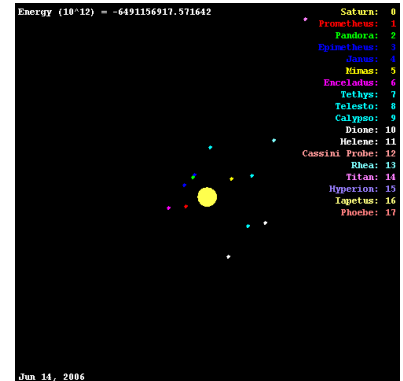 Energy (10^12) = -6491156917.571642
Saturn: 0
Prometheus: 1
Pandora: 2
Epimetheus: 3
Janus: 4
Mimas: 5
Enceladus: 6
Tethys: 7
Telesto: 8
Calypso: 9
Dione: 10
Helene: 11
Cassini Probe: 12
Rhea: 13
Titan: 14
Hyperion: 15
Iapetus: 16
Phoebe: 17
Jun 14, 2006